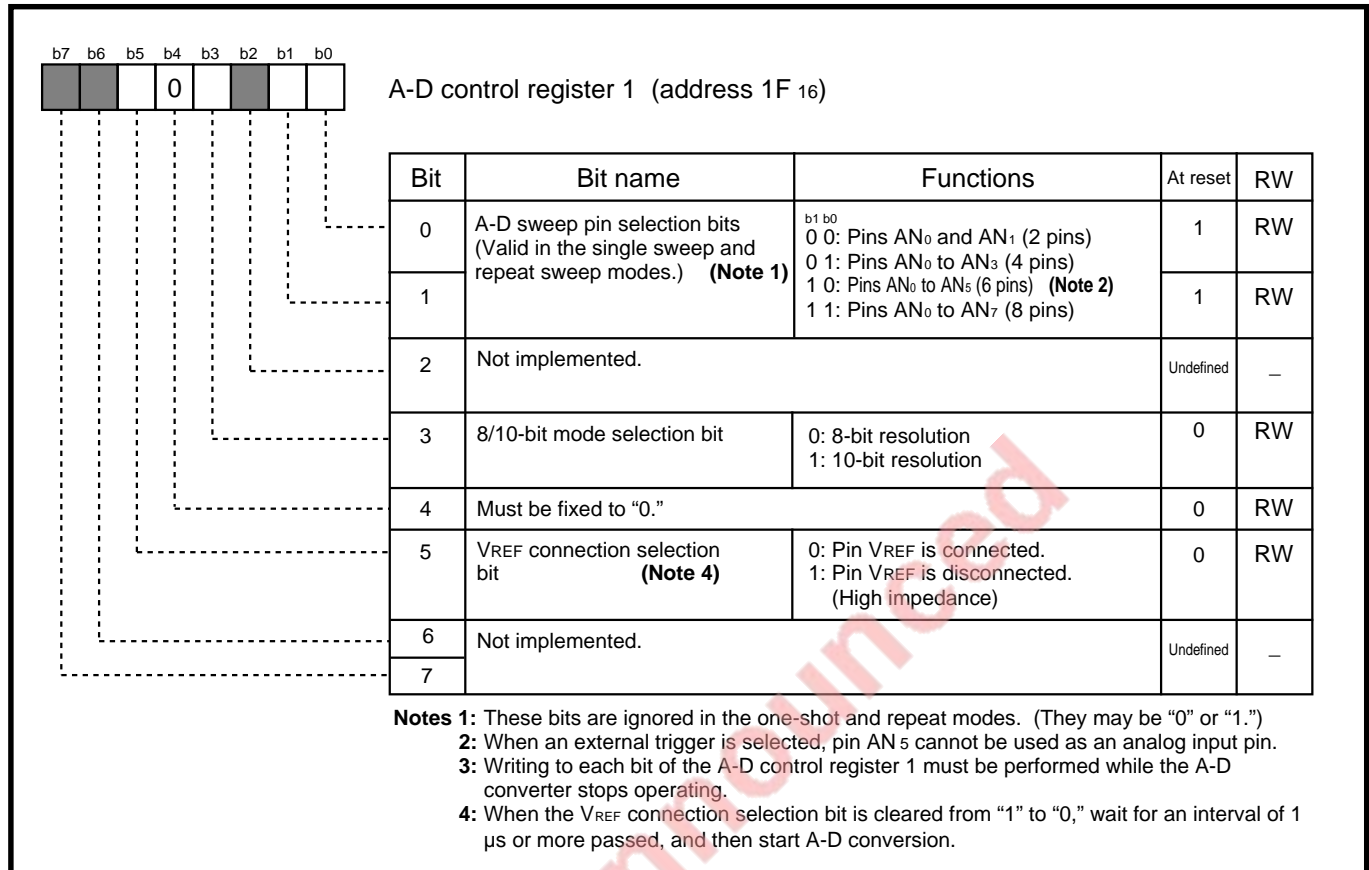 b7 b6 b5 b4 b3 b2 b1 b0
0
A-D control register 1 (address 1F 16)
Bit Bit name Functions At reset RW
0 A-D sweep pin selection bits
(Valid in the single sweep and
repeat sweep modes.) (Note 1)
b1 b0
0 0: Pins AN0 and AN1 (2 pins)
0 1: Pins AN0 to AN3 (4 pins)
1 0: Pins AN0 to AN5 (6 pins) (Note 2)
1 1: Pins AN0 to AN7 (8 pins)
1 RW
1 1 RW
2 Not implemented. Undefined –
3 8/10-bit mode selection bit 0: 8-bit resolution
1: 10-bit resolution
0 RW
4 Must be fixed to “0.” 0 RW
5 VREF connection selection
bit (Note 4)
0: Pin VREF is connected.
1: Pin VREF is disconnected.
(High impedance)
0 RW
6 Not implemented. Undefined –
7
Notes 1: These bits are ignored in the one-shot and repeat modes. (They may be “0” or “1.”)
2: When an external trigger is selected, pin AN 5 cannot be used as an analog input pin.
3: Writing to each bit of the A-D control register 1 must be performed while the A-D
converter stops operating.
4: When the VREF connection selection bit is cleared from “1” to “0,” wait for an interval of 1
µs or more passed, and then start A-D conversion.